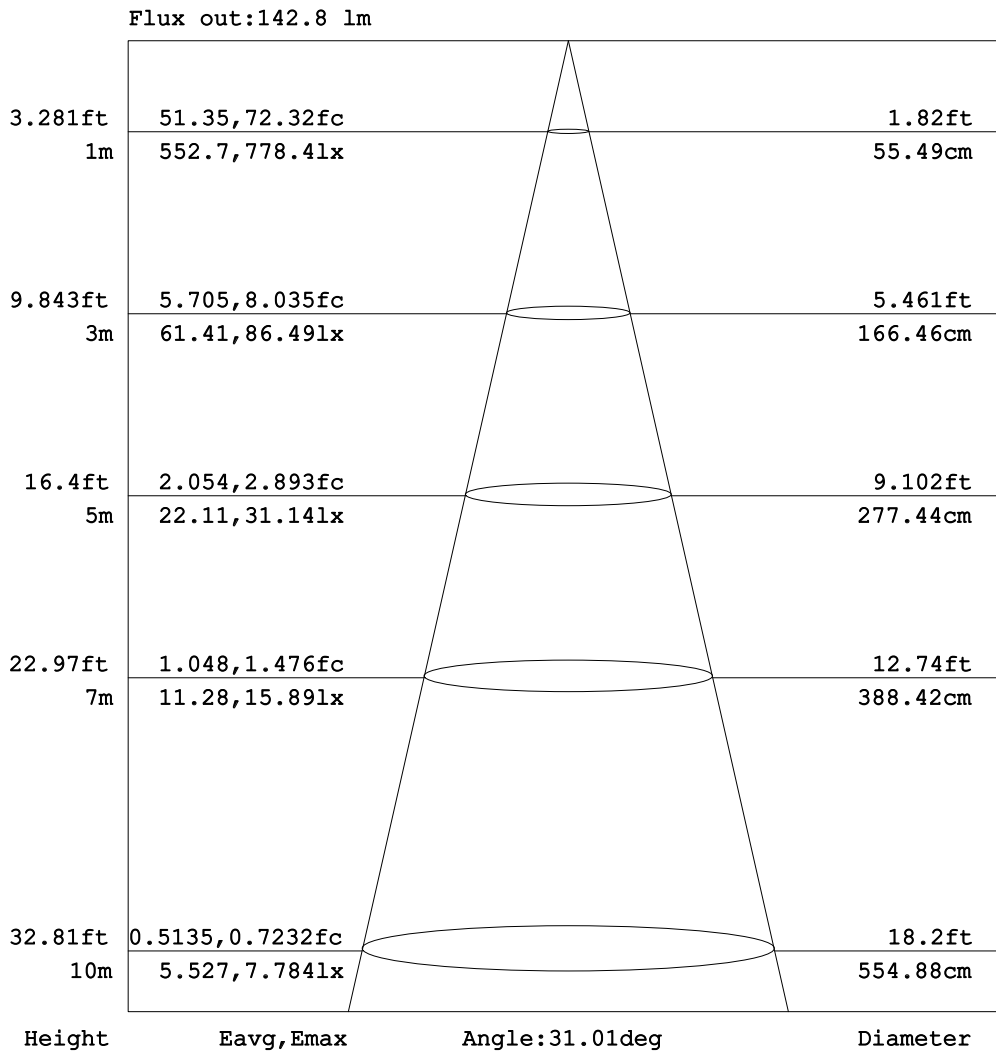 Flux out:142.8 lm
3.281ft 51.35,72.32fc 1.82ft
1m 552.7,778.4lx 55.49cm
9.843ft 5.705,8.035fc 5.461ft
3m 61.41,86.49lx 166.46cm
16.4ft 2.054,2.893fc 9.102ft
5m 22.11,31.14lx 277.44cm
22.97ft 1.048,1.476fc 12.74ft
7m 11.28,15.89lx 388.42cm
32.81ft 0.5135,0.7232fc 18.2ft
10m 5.527,7.784lx 554.88cm
Height Eavg,Emax Angle:31.01deg Diameter